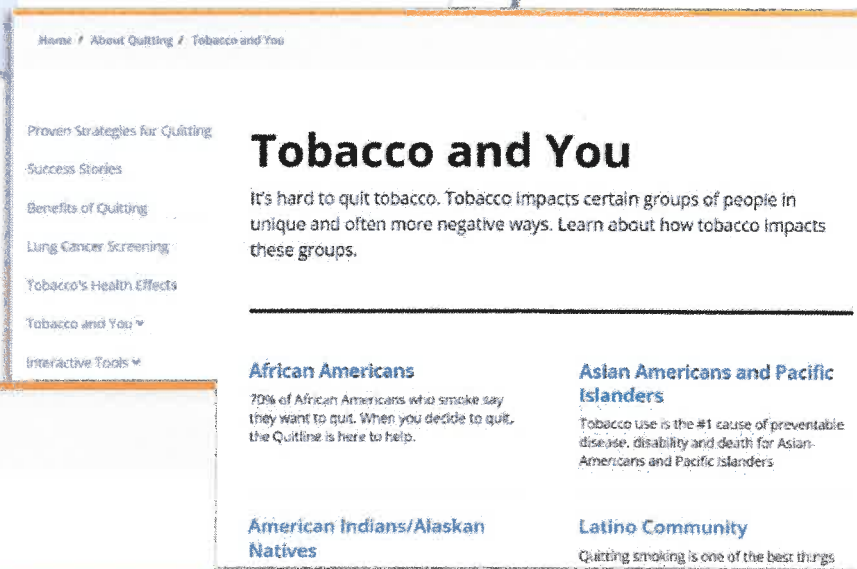 Home / About Quitting / Tobacco and You
Proven Strategies for Quitting
Success Stories
Benefits of Quitting
Lung Cancer Screening
Tobacco's Health Effects
Tobacco and You
Interactive Tools
Tobacco and You
It's hard to quit tobacco. Tobacco impacts certain groups of people in
unique and often more negative ways. Learn about how tobacco impacts
these groups.
African Americans
70% of African Americans who smoke say
they want to quit. When you decide to quit,
the Quitline is here to help.
Asian Americans and Pacific
Islanders
Tobacco use is the #1 cause of preventable
disease, disability and death for Asian-
Americans and Pacific Islanders
American Indians/Alaskan
Natives
Latino Community
Quitting smoking is one of the best things